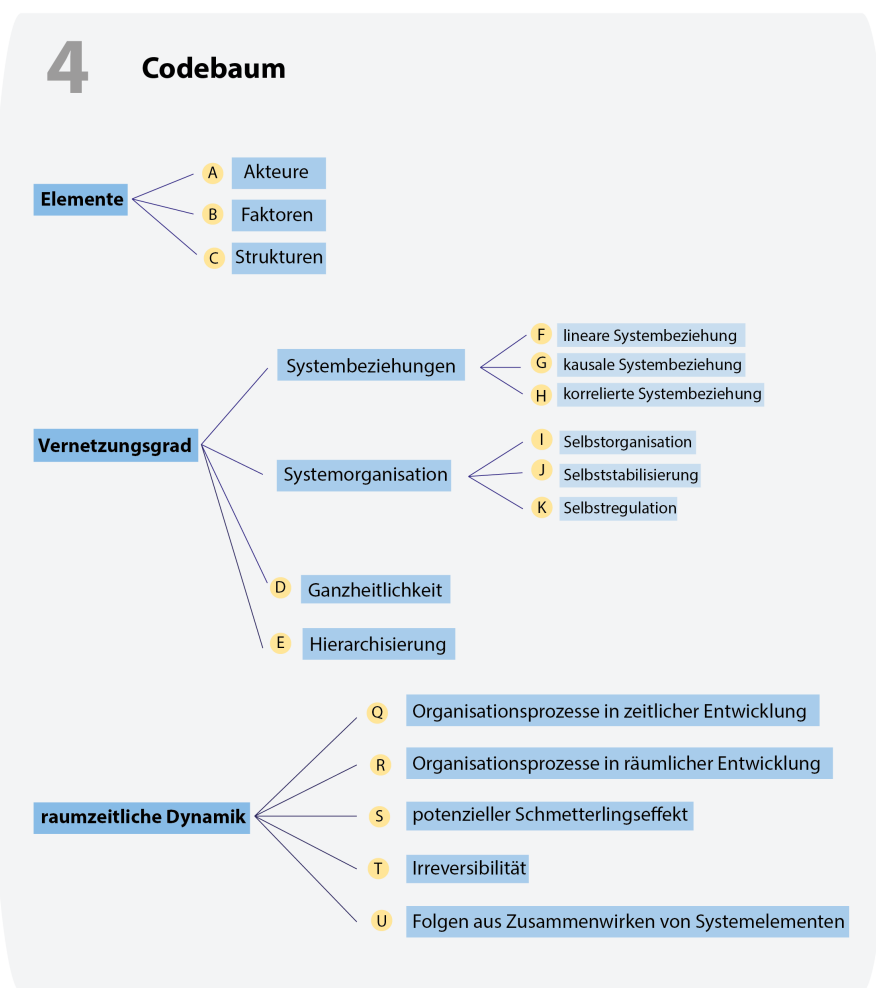 4 Codebaum
Elemente
A Akteure
B Faktoren
C Strukturen
Vernetzungsgrad
Systembeziehungen
F lineare Systembeziehung
G kausale Systembeziehung
H korrelierte Systembeziehung
Systemorganisation
I Selbstorganisation
J Selbststabilisierung
K Selbstregulation
D Ganzheitlichkeit
E Hierarchisierung
raumzeitliche Dynamik
Q Organisationsprozesse in zeitlicher Entwicklung
R Organisationsprozesse in räumlicher Entwicklung
S potenzieller Schmetterlingseffekt
T Irreversibilität
U Folgen aus Zusammenwirken von Systemelementen